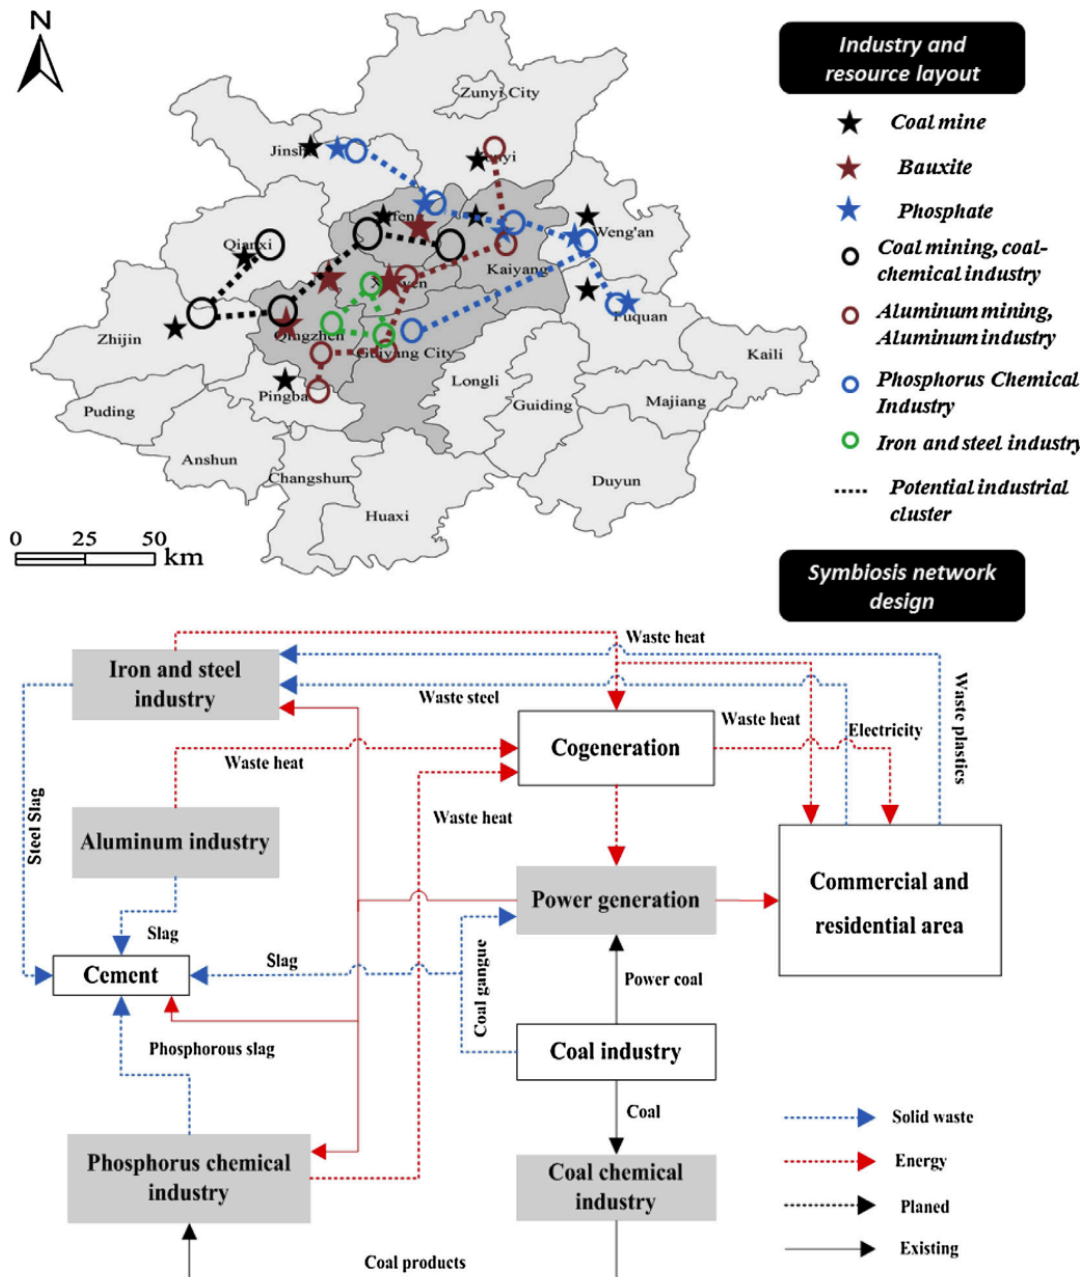 N
Industry and
resource layout
Zunyi City
Coal mine
Bauxite
Phosphate
Weng'an
Qianxi
Kaiyang
Coal mining, coal-
chemical industry
Aluminum mining,
Aluminum industry
Zhijin
Qingzhen
Guiyang City
Kaili
Longli
Pingba
Guiding
Majiang
Puding
Phosphorus Chemical
Industry
Iron and steel industry
Anshun
Changshun
Duyun
Huaxi
Potential industrial
cluster
0 25 50
km
Symbiosis network
design
Waste heat
Iron and steel
industry
Waste steel
Waste plastics
Waste heat
Electricity
Cogeneration
Waste heat
Steel Slag
Waste heat
Aluminum industry
Commercial and
residential area
Power generation
Slag
Slag
Cement
Coal gangue
Power coal
Phosphorous slag
Coal industry
Coal
Solid waste
Phosphorus chemical
industry
Coal chemical
industry
Energy
Planed
Existing
Coal products